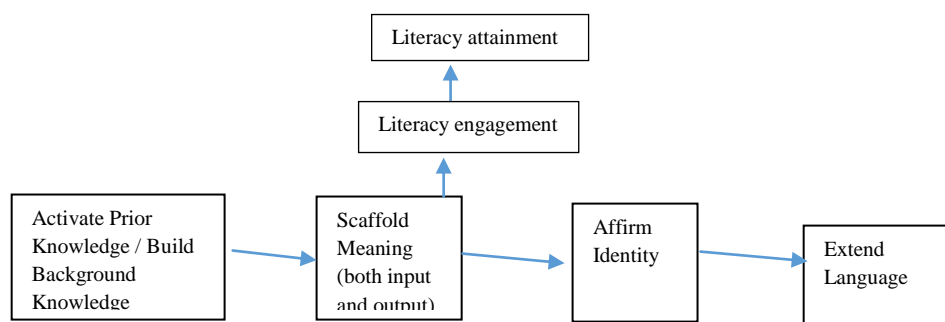 Literacy attainment
Literacy engagement
Activate Prior
Knowledge / Build
Background
Knowledge
Scaffold
Meaning
(both input
and output)
Affirm
Identity
Extend
Language